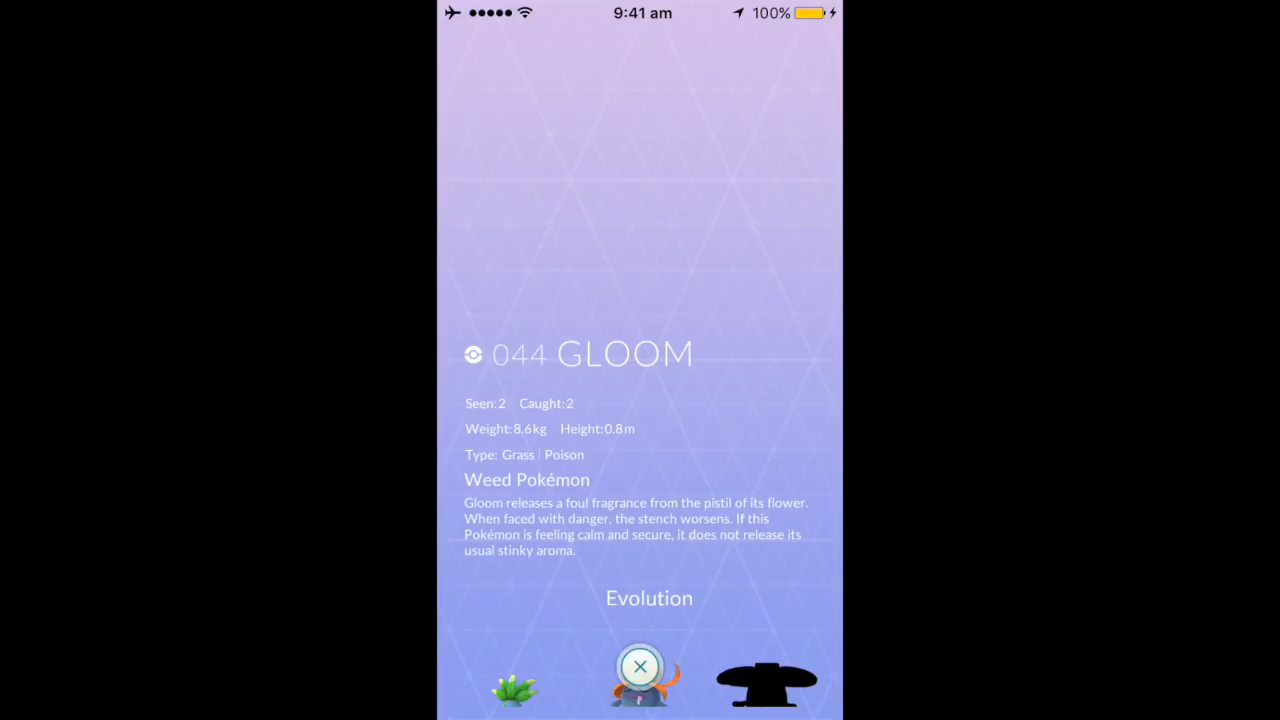 9:41 am
100%
044 GLOOM
Seen:2 Caught:2
Weight:8.6kg Height:0.8m
Type: Grass | Poison
Weed Pokémon
Gloom releases a foul fragrance from the pistil of its flower.
When faced with danger, the stench worsens. If this
Pokémon is feeling calm and secure, it does not release its
usual stinky aroma.
Evolution